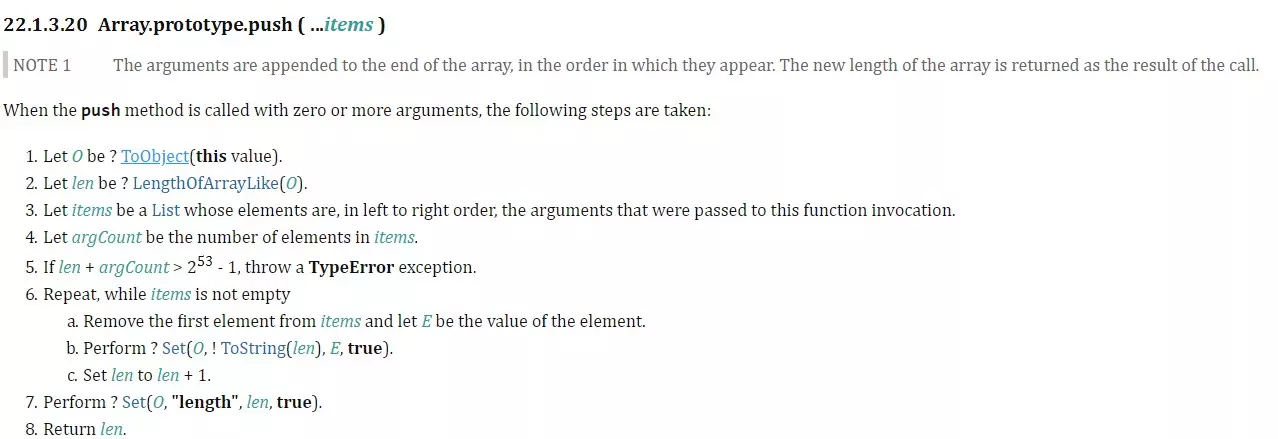 22.1.3.20 Array.prototype.push ( ...items )
NOTE 1 The arguments are appended to the end of the array, in the order in which they appear. The new length of the array is returned as the result of the call.
When the push method is called with zero or more arguments, the following steps are taken:
1. Let O be ? ToObject(this value).
2. Let len be ? LengthOfArrayLike(O).
3. Let items be a List whose elements are, in left to right order, the arguments that were passed to this function invocation.
4. Let argCount be the number of elements in items.
5. If len + argCount > 2^53 - 1, throw a TypeError exception.
6. Repeat, while items is not empty
a. Remove the first element from items and let E be the value of the element.
b. Perform ? Set(O, ! ToString(len), E, true).
c. Set len to len + 1.
7. Perform ? Set(O, "length", len, true).
8. Return len.